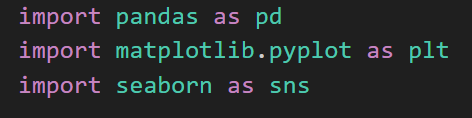 import pandas as pd
import matplotlib.pyplot as plt
import seaborn as sns